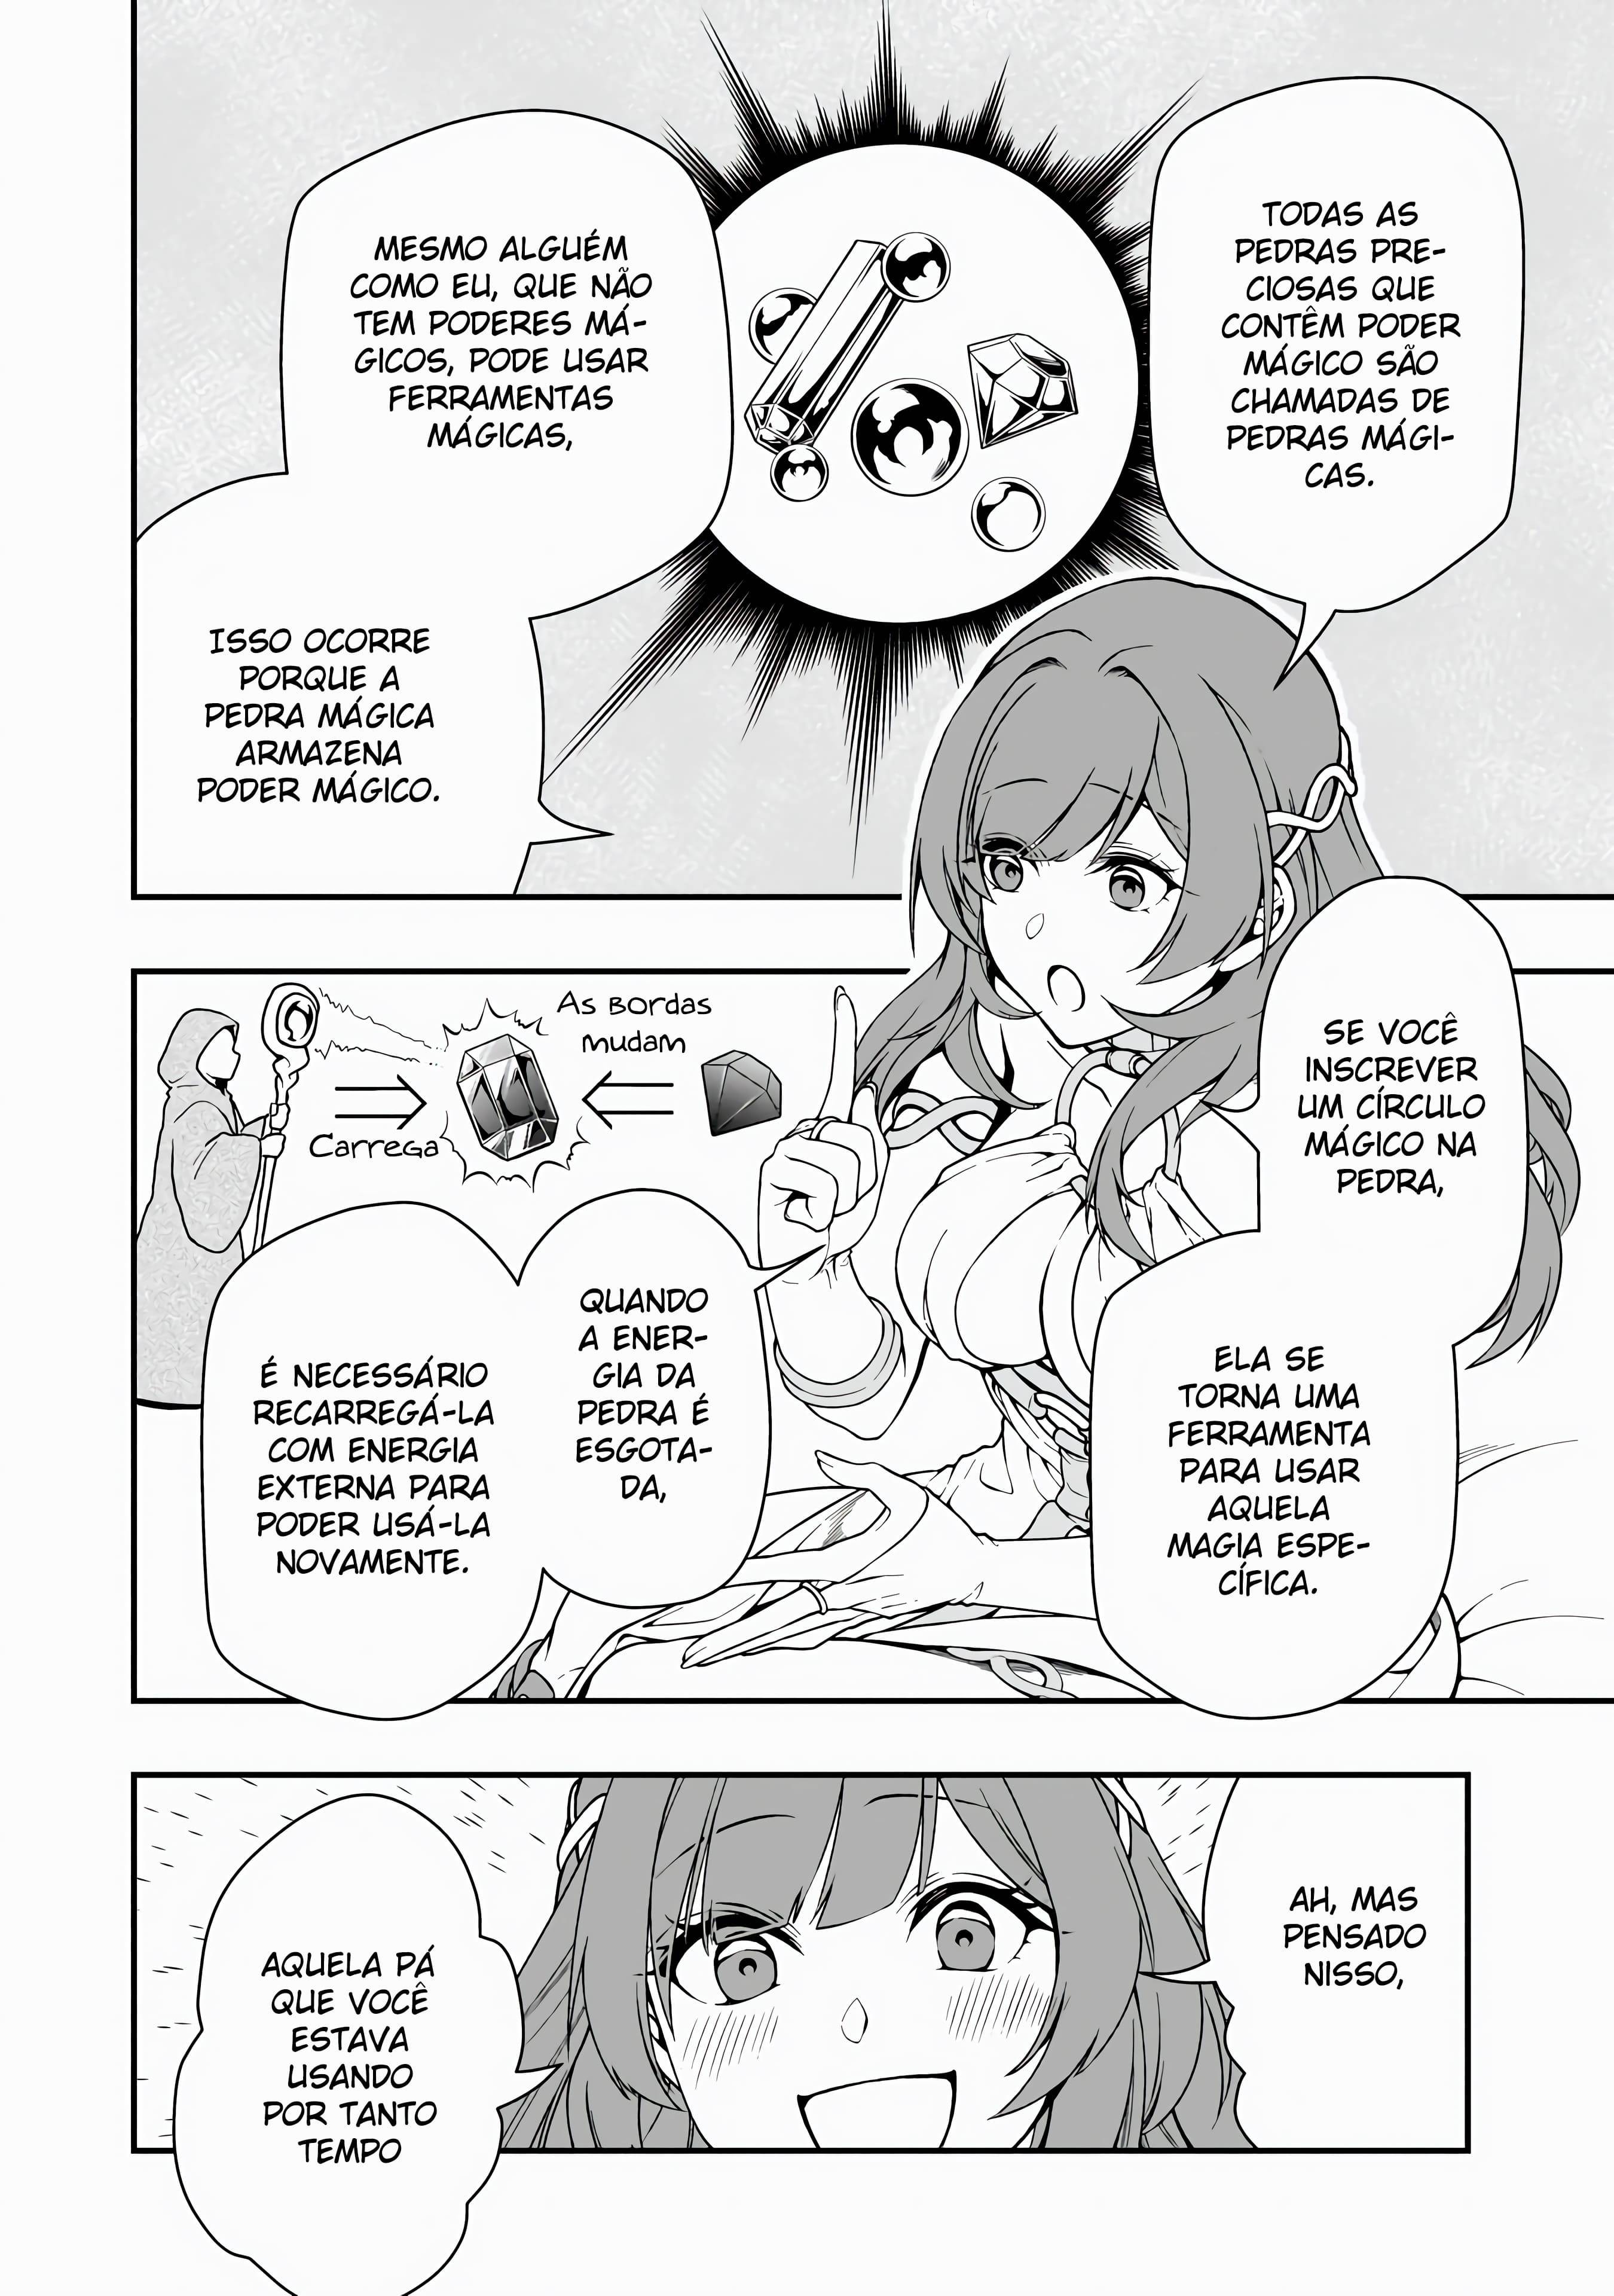 TODAS AS
PEDRAS PRE-
CIOSAS QUE
CONTÊM PODER
MÁGICO SÃO
CHAMADAS DE
PEDRAS MÁGI-
CAS.
MESMO ALGUÉM
COMO EU, QUE NÃO
TEM PODERES MÁ-
GICOS, PODE USAR
FERRAMENTAS
MÁGICAS,
ISSO OCORRE
PORQUE A
PEDRA MÁGICA
ARMAZENA
PODER MÁGICO.
SE VOCÊ
INSCREVER
UM CÍRCULO
MÁGICO NA
PEDRA,
ELA SE
TORNA UMA
FERRAMENTA
PARA USAR
AQUELA
MAGIA ESPE-
CÍFICA.
As bordas
mudam
Carrega
QUANDO
A ENER-
GIA DA
PEDRA É
ESGOTA-
DA,
É NECESSÁRIO
RECARREGÁ-LA
COM ENERGIA
EXTERNA PARA
PODER USÁ-LA
NOVAMENTE.
AH, MAS
PENSADO
NISSO,
AQUELA PÁ
QUE VOCÊ
ESTAVA
USANDO
POR TANTO
TEMPO